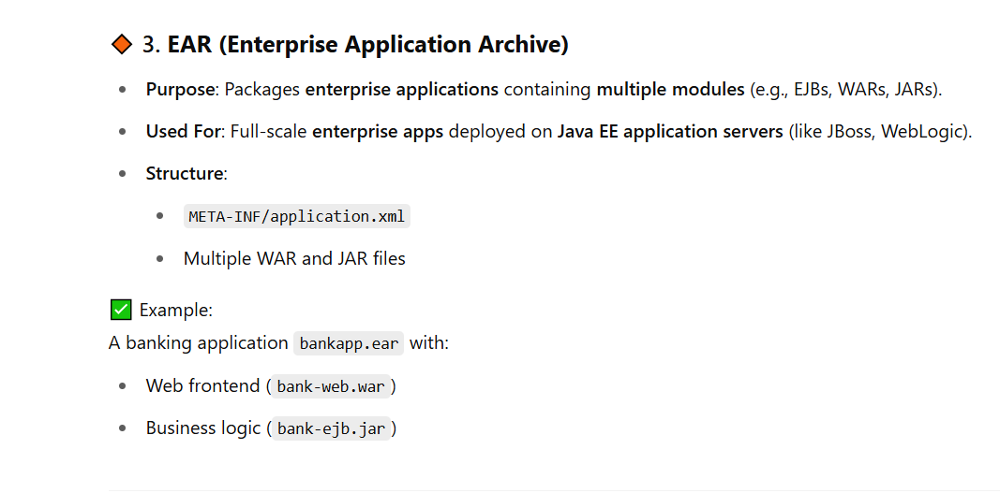 3. EAR (Enterprise Application Archive)
Purpose: Packages enterprise applications containing multiple modules (e.g., EJBs, WARs, JARs).
Used For: Full-scale enterprise apps deployed on Java EE application servers (like JBoss, WebLogic).
Structure:
META-INF/application.xml
Multiple WAR and JAR files
Example:
A banking application bankapp.ear with:
Web frontend (bank-web.war)
Business logic (bank-ejb.jar)